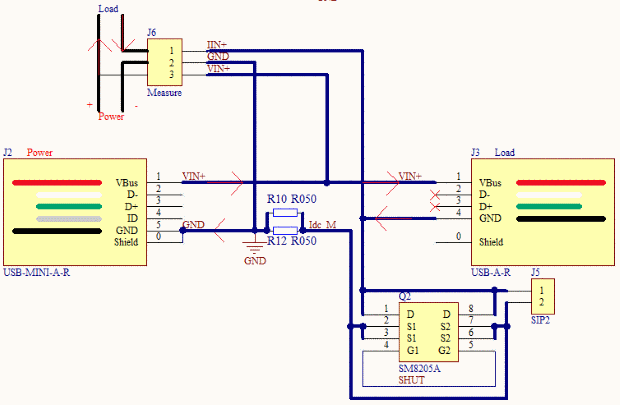 Load
J6
1 IIN+
2 GND
3 VIN+
Measure
+ -
Power
J2 Power
J3 Load
VBus 1 VIN+
VIN+ 1 VBus
D- 2
2 D-
D+ 3
3 D+
ID 4
4 GND
GND 5 GND
Shield 0
0 Shield
R10 R050
Idc_M
R12 R050
GND
USB-MINI-A-R
USB-A-R
Q2
J5
1
2
SIP2
1 D D 8
2 S1 S2 7
3 S1 S2 6
4 G1 G2 5
SM8205A
SHUT